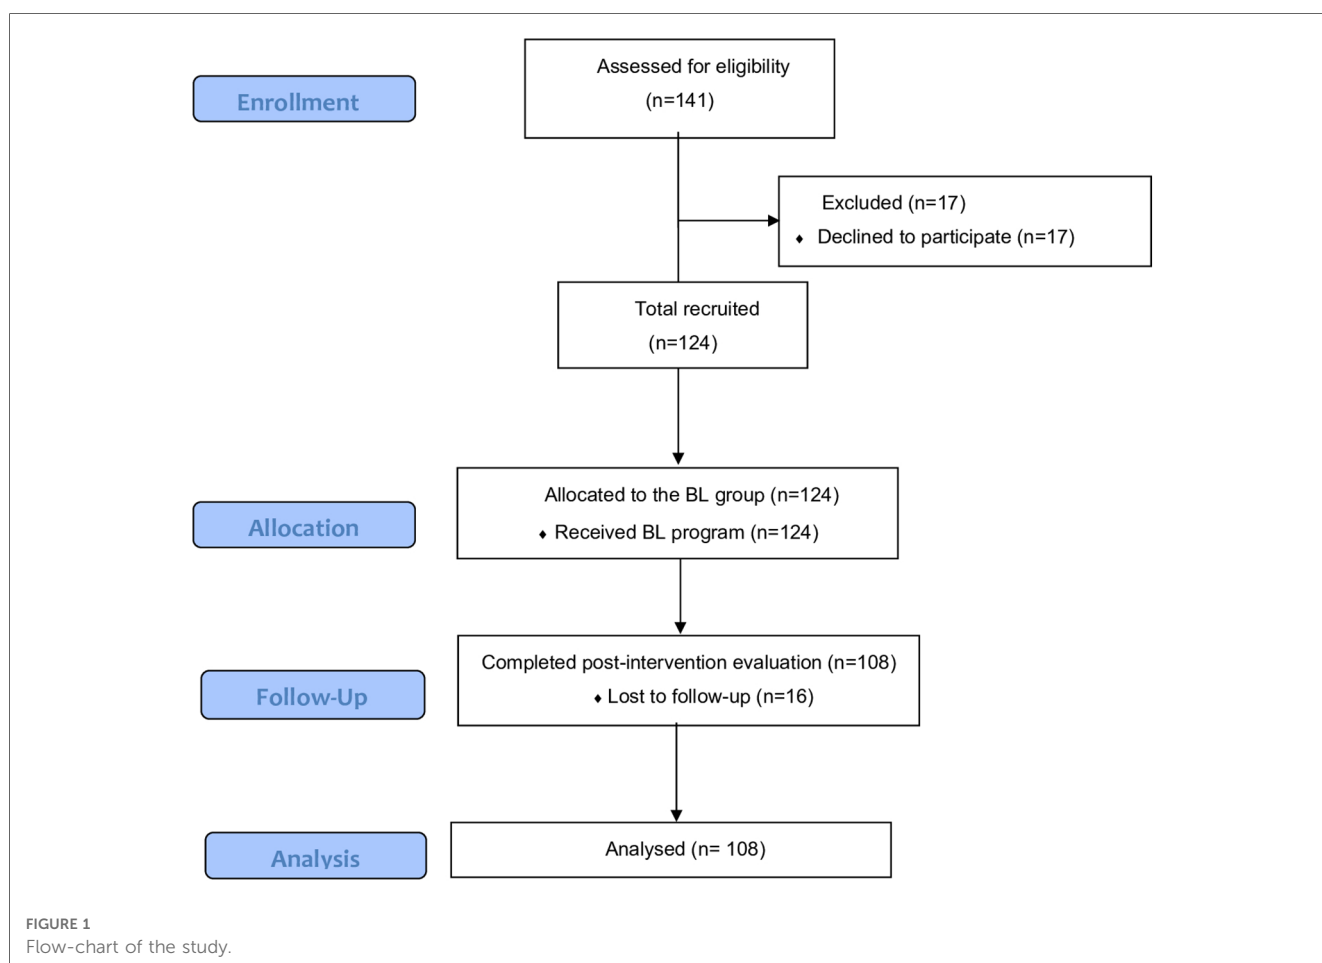 Enrollment
Assessed for eligibility
(n=141)
Excluded (n=17)
♦ Declined to participate (n=17)
Total recruited
(n=124)
Allocation
Allocated to the BL group (n=124)
♦ Received BL program (n=124)
Follow-Up
Completed post-intervention evaluation (n=108)
♦ Lost to follow-up (n=16)
Analysis
Analysed (n= 108)
FIGURE 1
Flow-chart of the study.